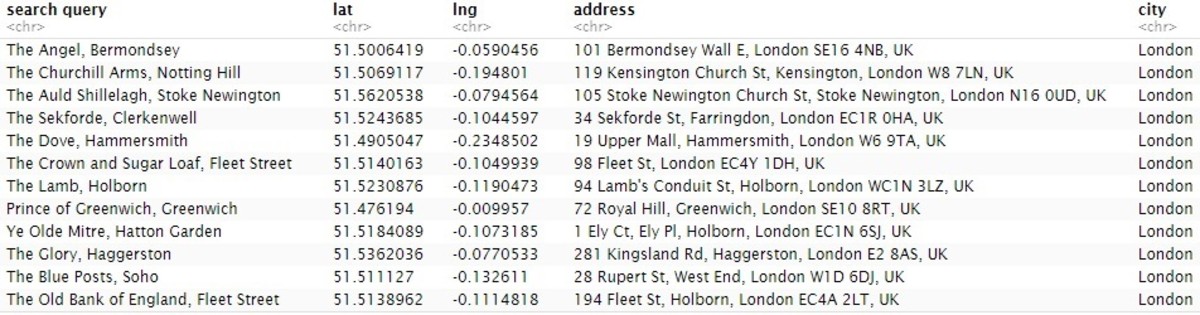 search query lat lng address city
<chr> <chr> <chr> <chr> <chr>
The Angel, Bermondsey 51.5006419 -0.0590456 101 Bermondsey Wall E, London SE16 4NB, UK London
The Churchill Arms, Notting Hill 51.5069117 -0.194801 119 Kensington Church St, Kensington, London W8 7LN, UK London
The Auld Shillelagh, Stoke Newington 51.5620538 -0.0794564 105 Stoke Newington Church St, Stoke Newington, London N16 0UD, UK London
The Sekforde, Clerkenwell 51.5243685 -0.1044597 34 Sekforde St, Farringdon, London EC1R 0HA, UK London
The Dove, Hammersmith 51.4905047 -0.2348502 19 Upper Mall, Hammersmith, London W6 9TA, UK London
The Crown and Sugar Loaf, Fleet Street 51.5140163 -0.1049939 98 Fleet St, London EC4Y 1DH, UK London
The Lamb, Holborn 51.5230876 -0.1190473 94 Lamb's Conduit St, Holborn, London WC1N 3LZ, UK London
Prince of Greenwich, Greenwich 51.476194 -0.009957 72 Royal Hill, Greenwich, London SE10 8RT, UK London
Ye Olde Mitre, Hatton Garden 51.5184089 -0.1073185 1 Ely Ct, Ely Pl, Holborn, London EC1N 6SJ, UK London
The Glory, Haggerston 51.5362036 -0.0770533 281 Kingsland Rd, Haggerston, London E2 8AS, UK London
The Blue Posts, Soho 51.511127 -0.132611 28 Rupert St, West End, London W1D 6DJ, UK London
The Old Bank of England, Fleet Street 51.5138962 -0.1114818 194 Fleet St, Holborn, London EC4A 2LT, UK London